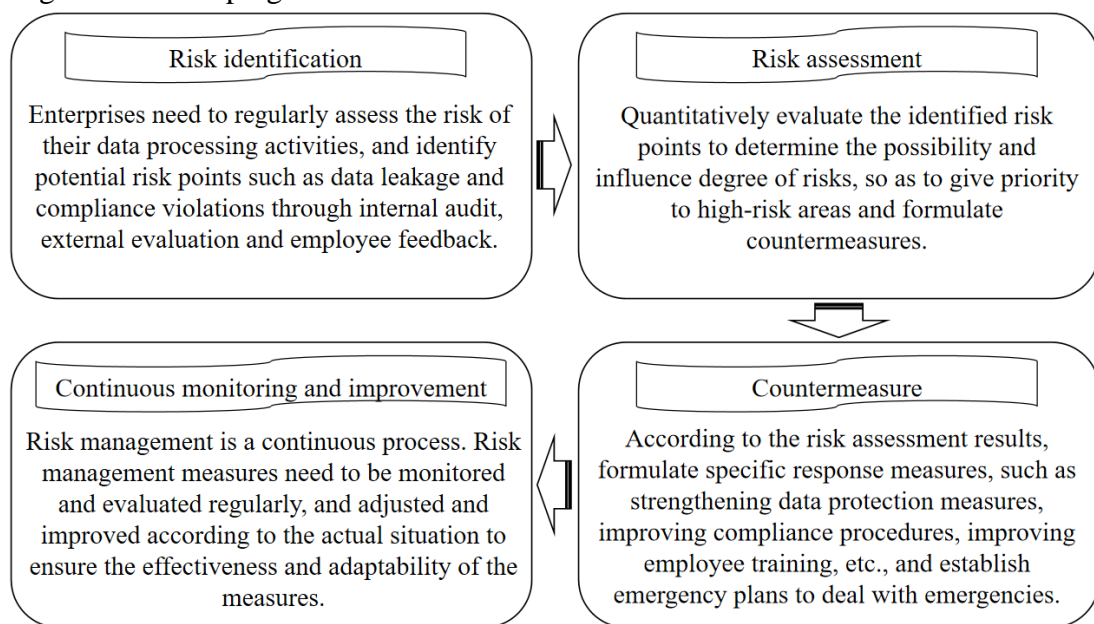 Risk identification
Enterprises need to regularly assess the risk of
their data processing activities, and identify
potential risk points such as data leakage and
compliance violations through internal audit,
external evaluation and employee feedback.
Risk assessment
Quantitatively evaluate the identified risk
points to determine the possibility and
influence degree of risks, so as to give priority
to high-risk areas and formulate
countermeasures.
Countermeasure
According to the risk assessment results,
formulate specific response measures, such as
strengthening data protection measures,
improving compliance procedures, improving
employee training, etc., and establish
emergency plans to deal with emergencies.
Continuous monitoring and improvement
Risk management is a continuous process. Risk
management measures need to be monitored
and evaluated regularly, and adjusted and
improved according to the actual situation to
ensure the effectiveness and adaptability of the
measures.